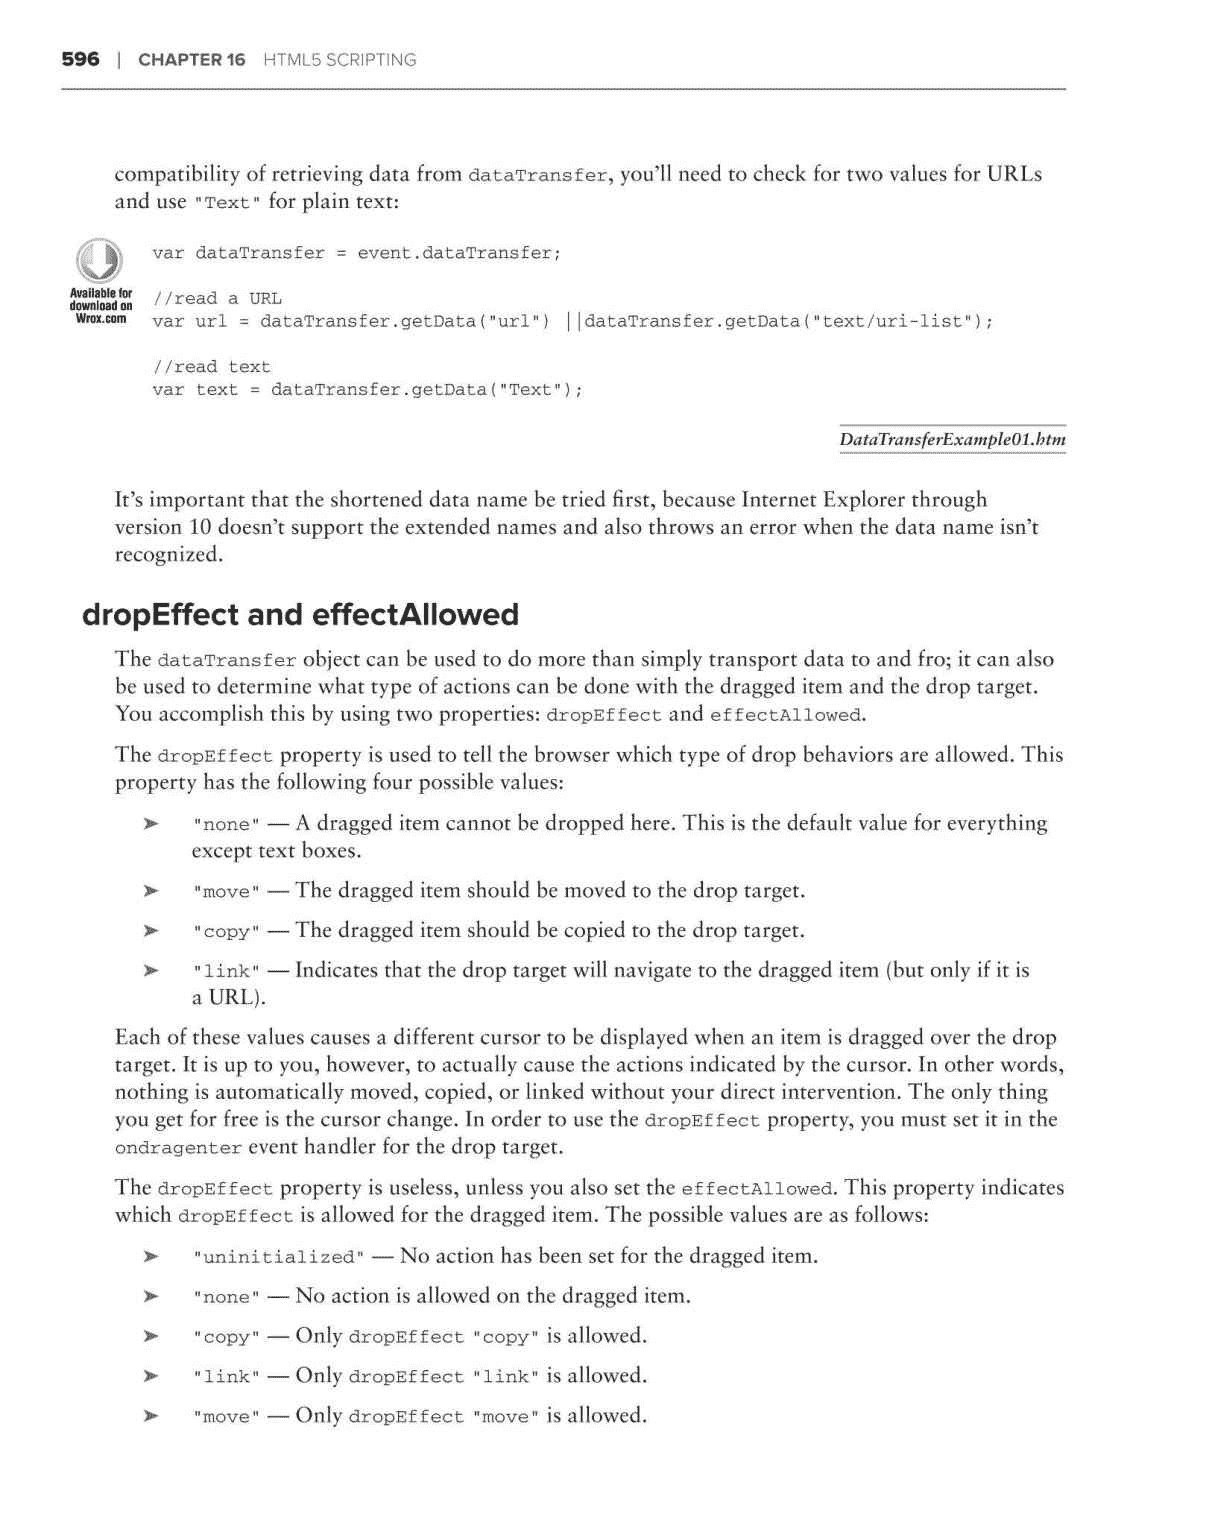 596 | CHAPTER 16 HTML5 SCRIPTING
compatibility of retrieving data from dataTransfer, you’ll need to check for two values for URLs
and use "Text" for plain text:
var dataTransfer = event.dataTransfer;
Available for
download on
Wrox.com
//read a URL
var url = dataTransfer.getData("url") ||dataTransfer.getData("text/uri-list");
//read text
var text = dataTransfer.getData("Text");
DataTransferExample01.htm
It’s important that the shortened data name be tried first, because Internet Explorer through
version 10 doesn’t support the extended names and also throws an error when the data name isn’t
recognized.
dropEffect and effectAllowed
The dataTransfer object can be used to do more than simply transport data to and fro; it can also
be used to determine what type of actions can be done with the dragged item and the drop target.
You accomplish this by using two properties: dropEffect and effectAllowed.
The dropEffect property is used to tell the browser which type of drop behaviors are allowed. This
property has the following four possible values:
➤ "none" — A dragged item cannot be dropped here. This is the default value for everything
except text boxes.
➤ "move" — The dragged item should be moved to the drop target.
➤ "copy" — The dragged item should be copied to the drop target.
➤ "link" — Indicates that the drop target will navigate to the dragged item (but only if it is
a URL).
Each of these values causes a different cursor to be displayed when an item is dragged over the drop
target. It is up to you, however, to actually cause the actions indicated by the cursor. In other words,
nothing is automatically moved, copied, or linked without your direct intervention. The only thing
you get for free is the cursor change. In order to use the dropEffect property, you must set it in the
ondragenter event handler for the drop target.
The dropEffect property is useless, unless you also set the effectAllowed. This property indicates
which dropEffect is allowed for the dragged item. The possible values are as follows:
➤ "uninitialized" — No action has been set for the dragged item.
➤ "none" — No action is allowed on the dragged item.
➤ "copy" — Only dropEffect "copy" is allowed.
➤ "link" — Only dropEffect "link" is allowed.
➤ "move" — Only dropEffect "move" is allowed.